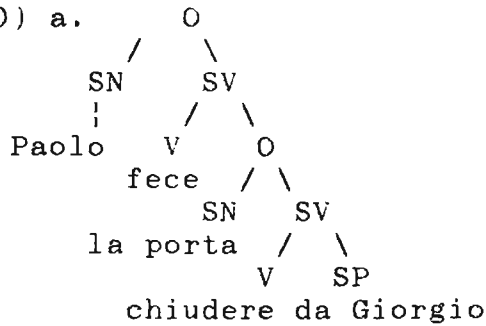 ) a. O
SN SV
Paolo V O
fece
SN SV
la porta
V SP
chiudere da Giorgio